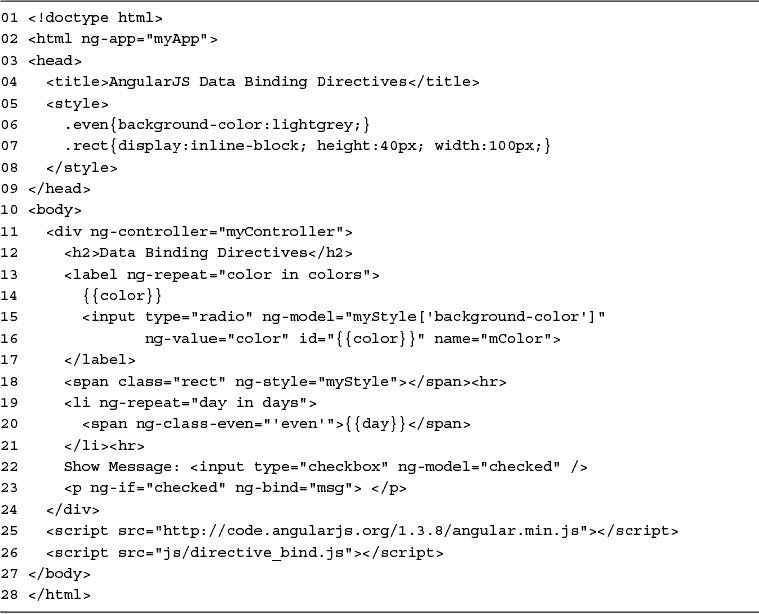 01 <!doctype html>
02 <html ng-app="myApp">
03 <head>
04   <title>AngularJS Data Binding Directives</title>
05   <style>
06     .even{background-color:lightgrey;}
07     .rect{display:inline-block; height:40px; width:100px;}
08   </style>
09 </head>
10 <body>
11   <div ng-controller="myController">
12     <h2>Data Binding Directives</h2>
13     <label ng-repeat="color in colors">
14       {{color}}
15       <input type="radio" ng-model="myStyle['background-color']"
16              ng-value="color" id="{{color}}" name="mColor">
17     </label>
18     <span class="rect" ng-style="myStyle"></span><hr>
19     <li ng-repeat="day in days">
20       <span ng-class-even="'even'">{{day}}</span>
21     </li><hr>
22     Show Message: <input type="checkbox" ng-model="checked" />
23     <p ng-if="checked" ng-bind="msg"> </p>
24   </div>
25   <script src="http://code.angularjs.org/1.3.8/angular.min.js"></script>
26   <script src="js/directive_bind.js"></script>
27 </body>
28 </html>